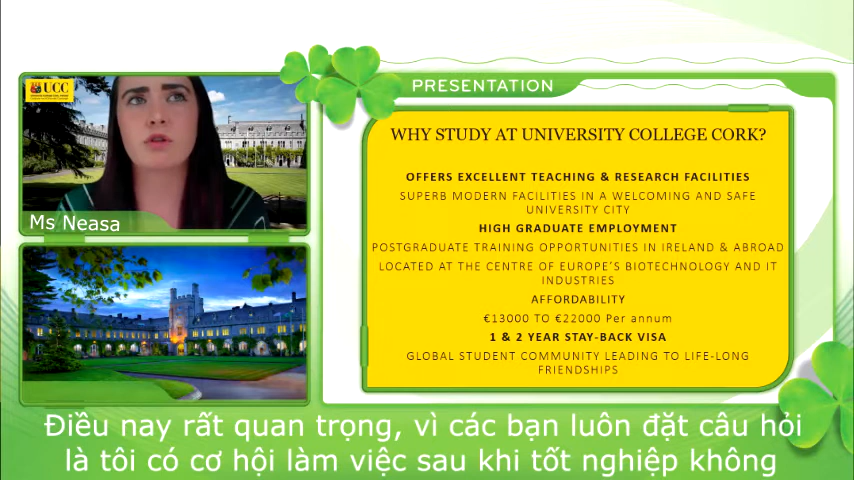 UCC
Ms Neasa
PRESENTATION
WHY STUDY AT UNIVERSITY COLLEGE CORK?
OFFERS EXCELLENT TEACHING & RESEARCH FACILITIES
SUPERB MODERN FACILITIES IN A WELCOMING AND SAFE
UNIVERSITY CITY
HIGH GRADUATE EMPLOYMENT
POSTGRADUATE TRAINING OPPORTUNITIES IN IRELAND & ABROAD
LOCATED AT THE CENTRE OF EUROPE'S BIOTECHNOLOGY AND IT
INDUSTRIES
AFFORDABILITY
€13000 TO €22000 Per annum
1 & 2 YEAR STAY-BACK VISA
GLOBAL STUDENT COMMUNITY LEADING TO LIFE-LONG
FRIENDSHIPS
Điều nay rất quan trọng, vì các bạn luôn đặt câu hỏi
là tôi có cơ hội làm việc sau khi tốt nghiệp không